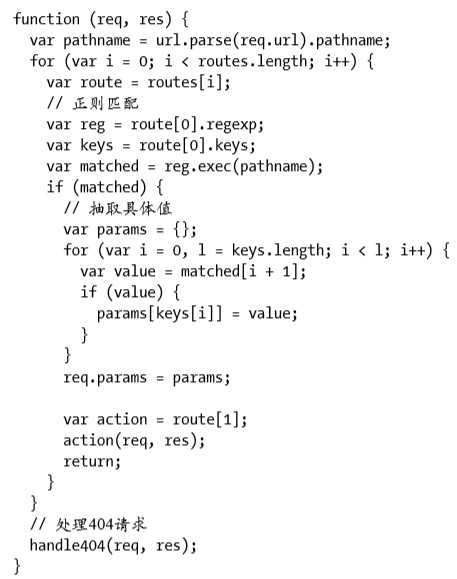 function (req, res) {
  var pathname = url.parse(req.url).pathname;
  for (var i = 0; i < routes.length; i++) {
    var route = routes[i];
    // 正则匹配
    var reg = route[0].regexp;
    var keys = route[0].keys;
    var matched = reg.exec(pathname);
    if (matched) {
      // 抽取具体值
      var params = {};
      for (var i = 0, l = keys.length; i < l; i++) {
        var value = matched[i + 1];
        if (value) {
          params[keys[i]] = value;
        }
      }
      req.params = params;

      var action = route[1];
      action(req, res);
      return;
    }
  }
  // 处理404请求
  handle404(req, res);
}